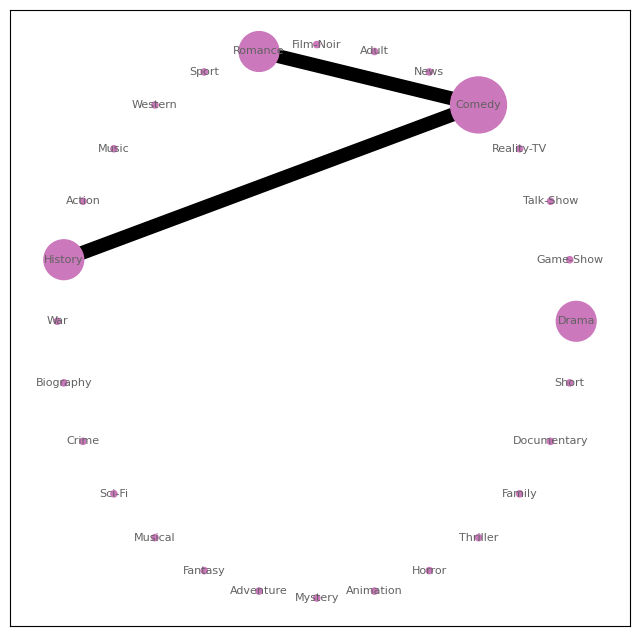 Film-Noir
Romance
Adult
Sport
News
Western
Comedy
Music
Reality-TV
Action
Talk-Show
History
Game-Show
War
Drama
Biography
Short
Crime
Documentary
Sci-Fi
Family
Musical
Thriller
Fantasy
Horror
Adventure
Animation
Mystery